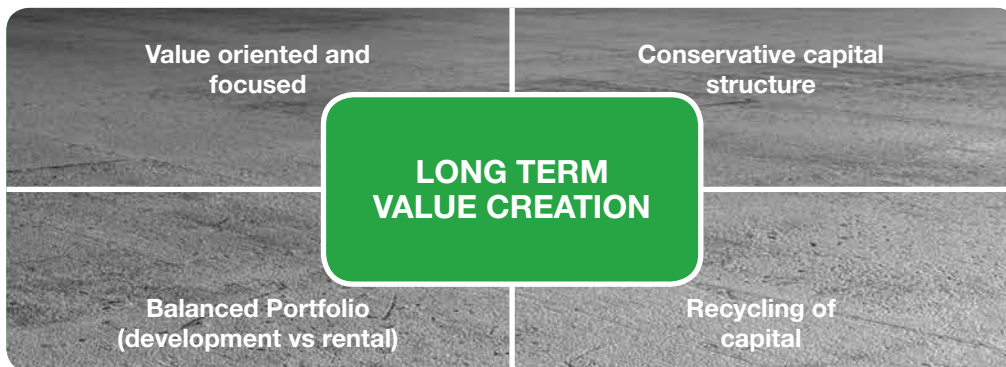 Value oriented and
focused
Conservative capital
structure
LONG TERM
VALUE CREATION
Balanced Portfolio
(development vs rental)
Recycling of
capital